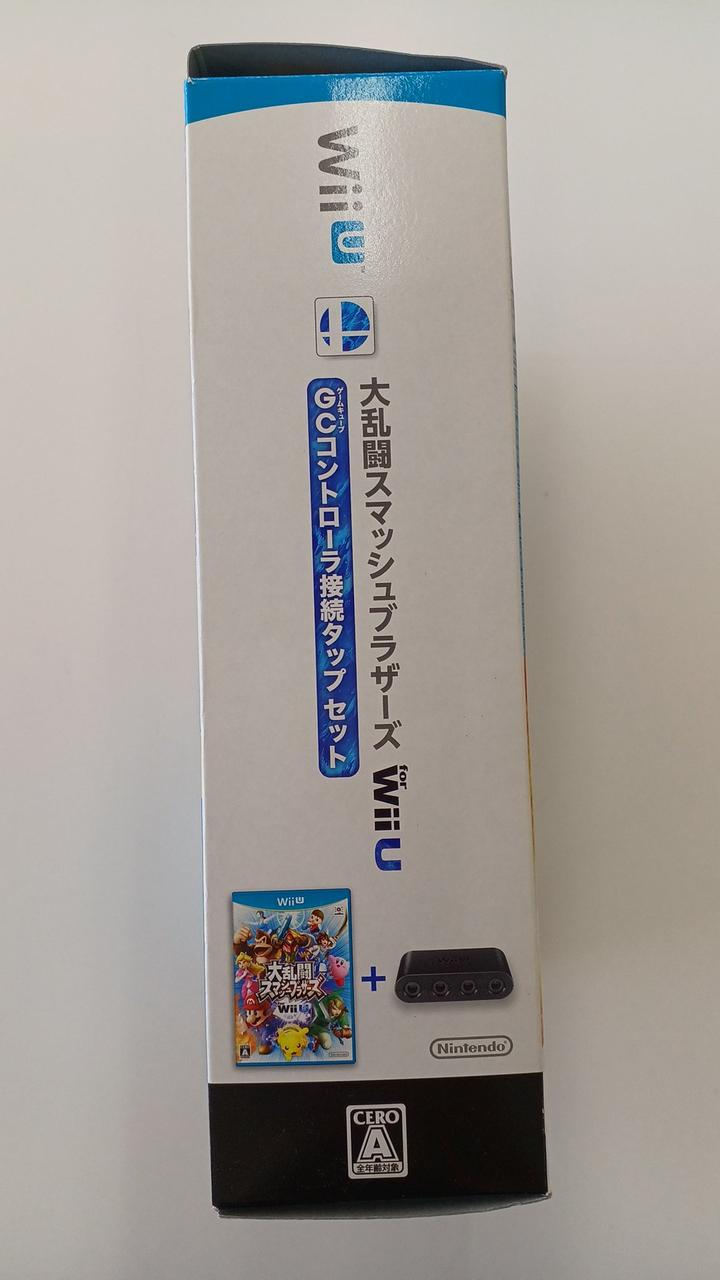 Wii U
大乱闘スマッシュブラザーズ for Wii U
ゲームキューブ
GCコントローラ接続タップ セット
Wii U
大乱闘
スマッシュブラザーズ
for Wii U
+
Nintendo
CERO
A
全年齢対象